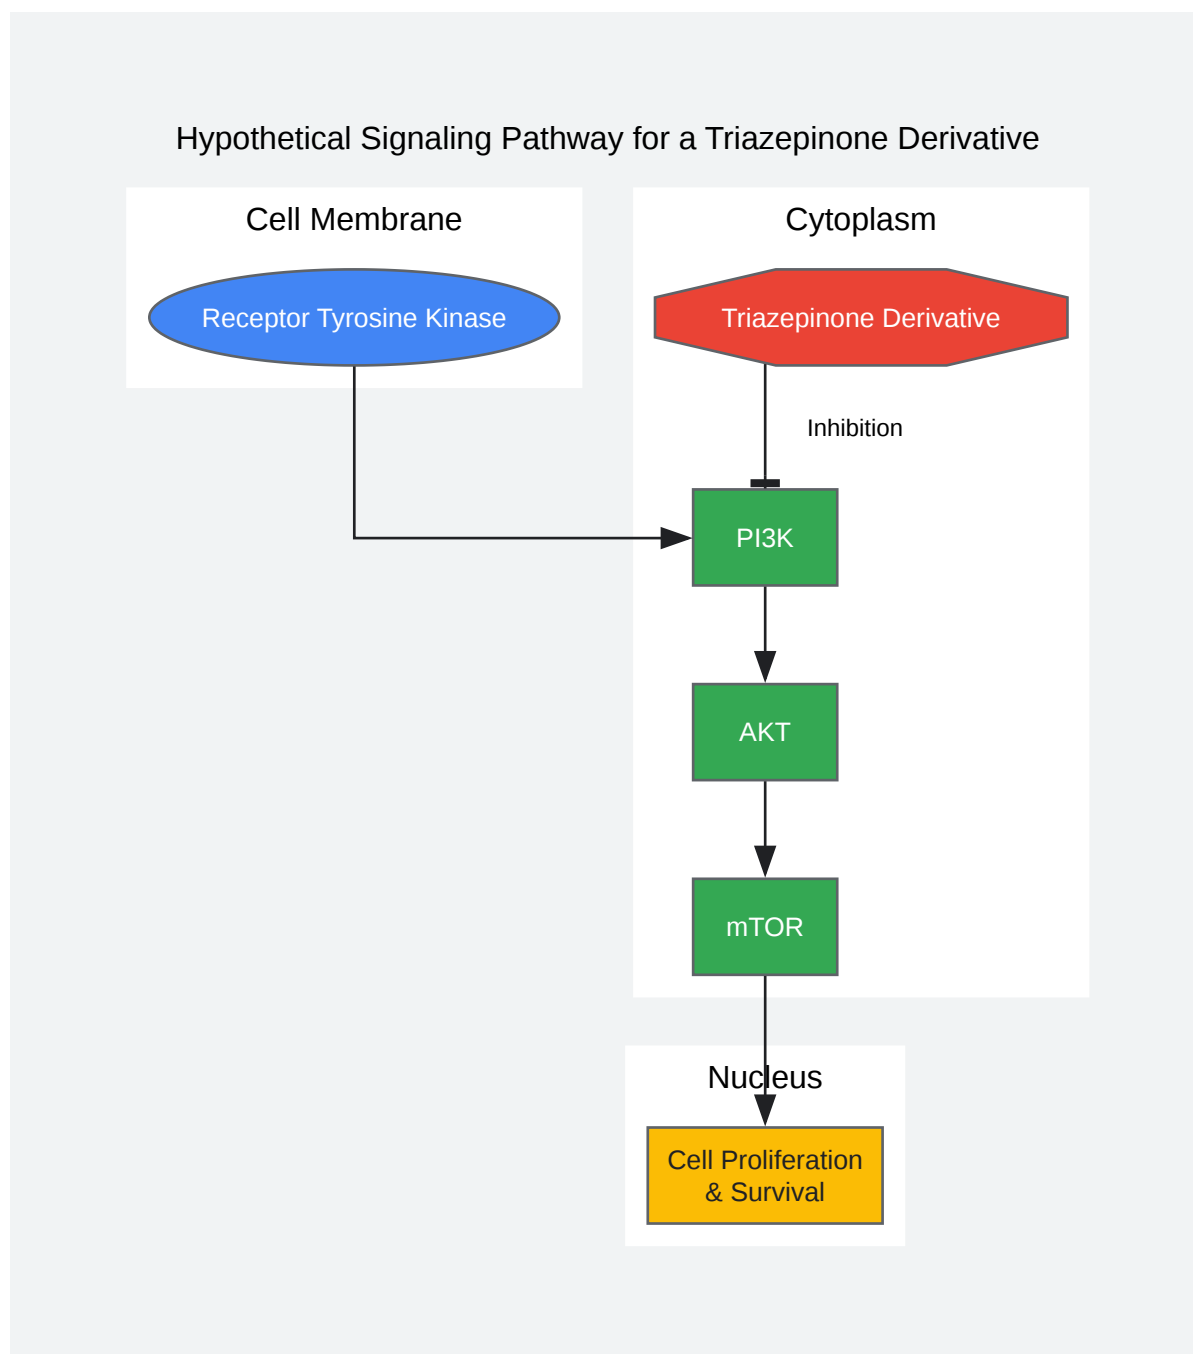 Hypothetical Signaling Pathway for a Triazepinone Derivative
Cell Membrane
Receptor Tyrosine Kinase
Cytoplasm
Triazepinone Derivative
Inhibition
PI3K
AKT
mTOR
Nucleus
Cell Proliferation
& Survival